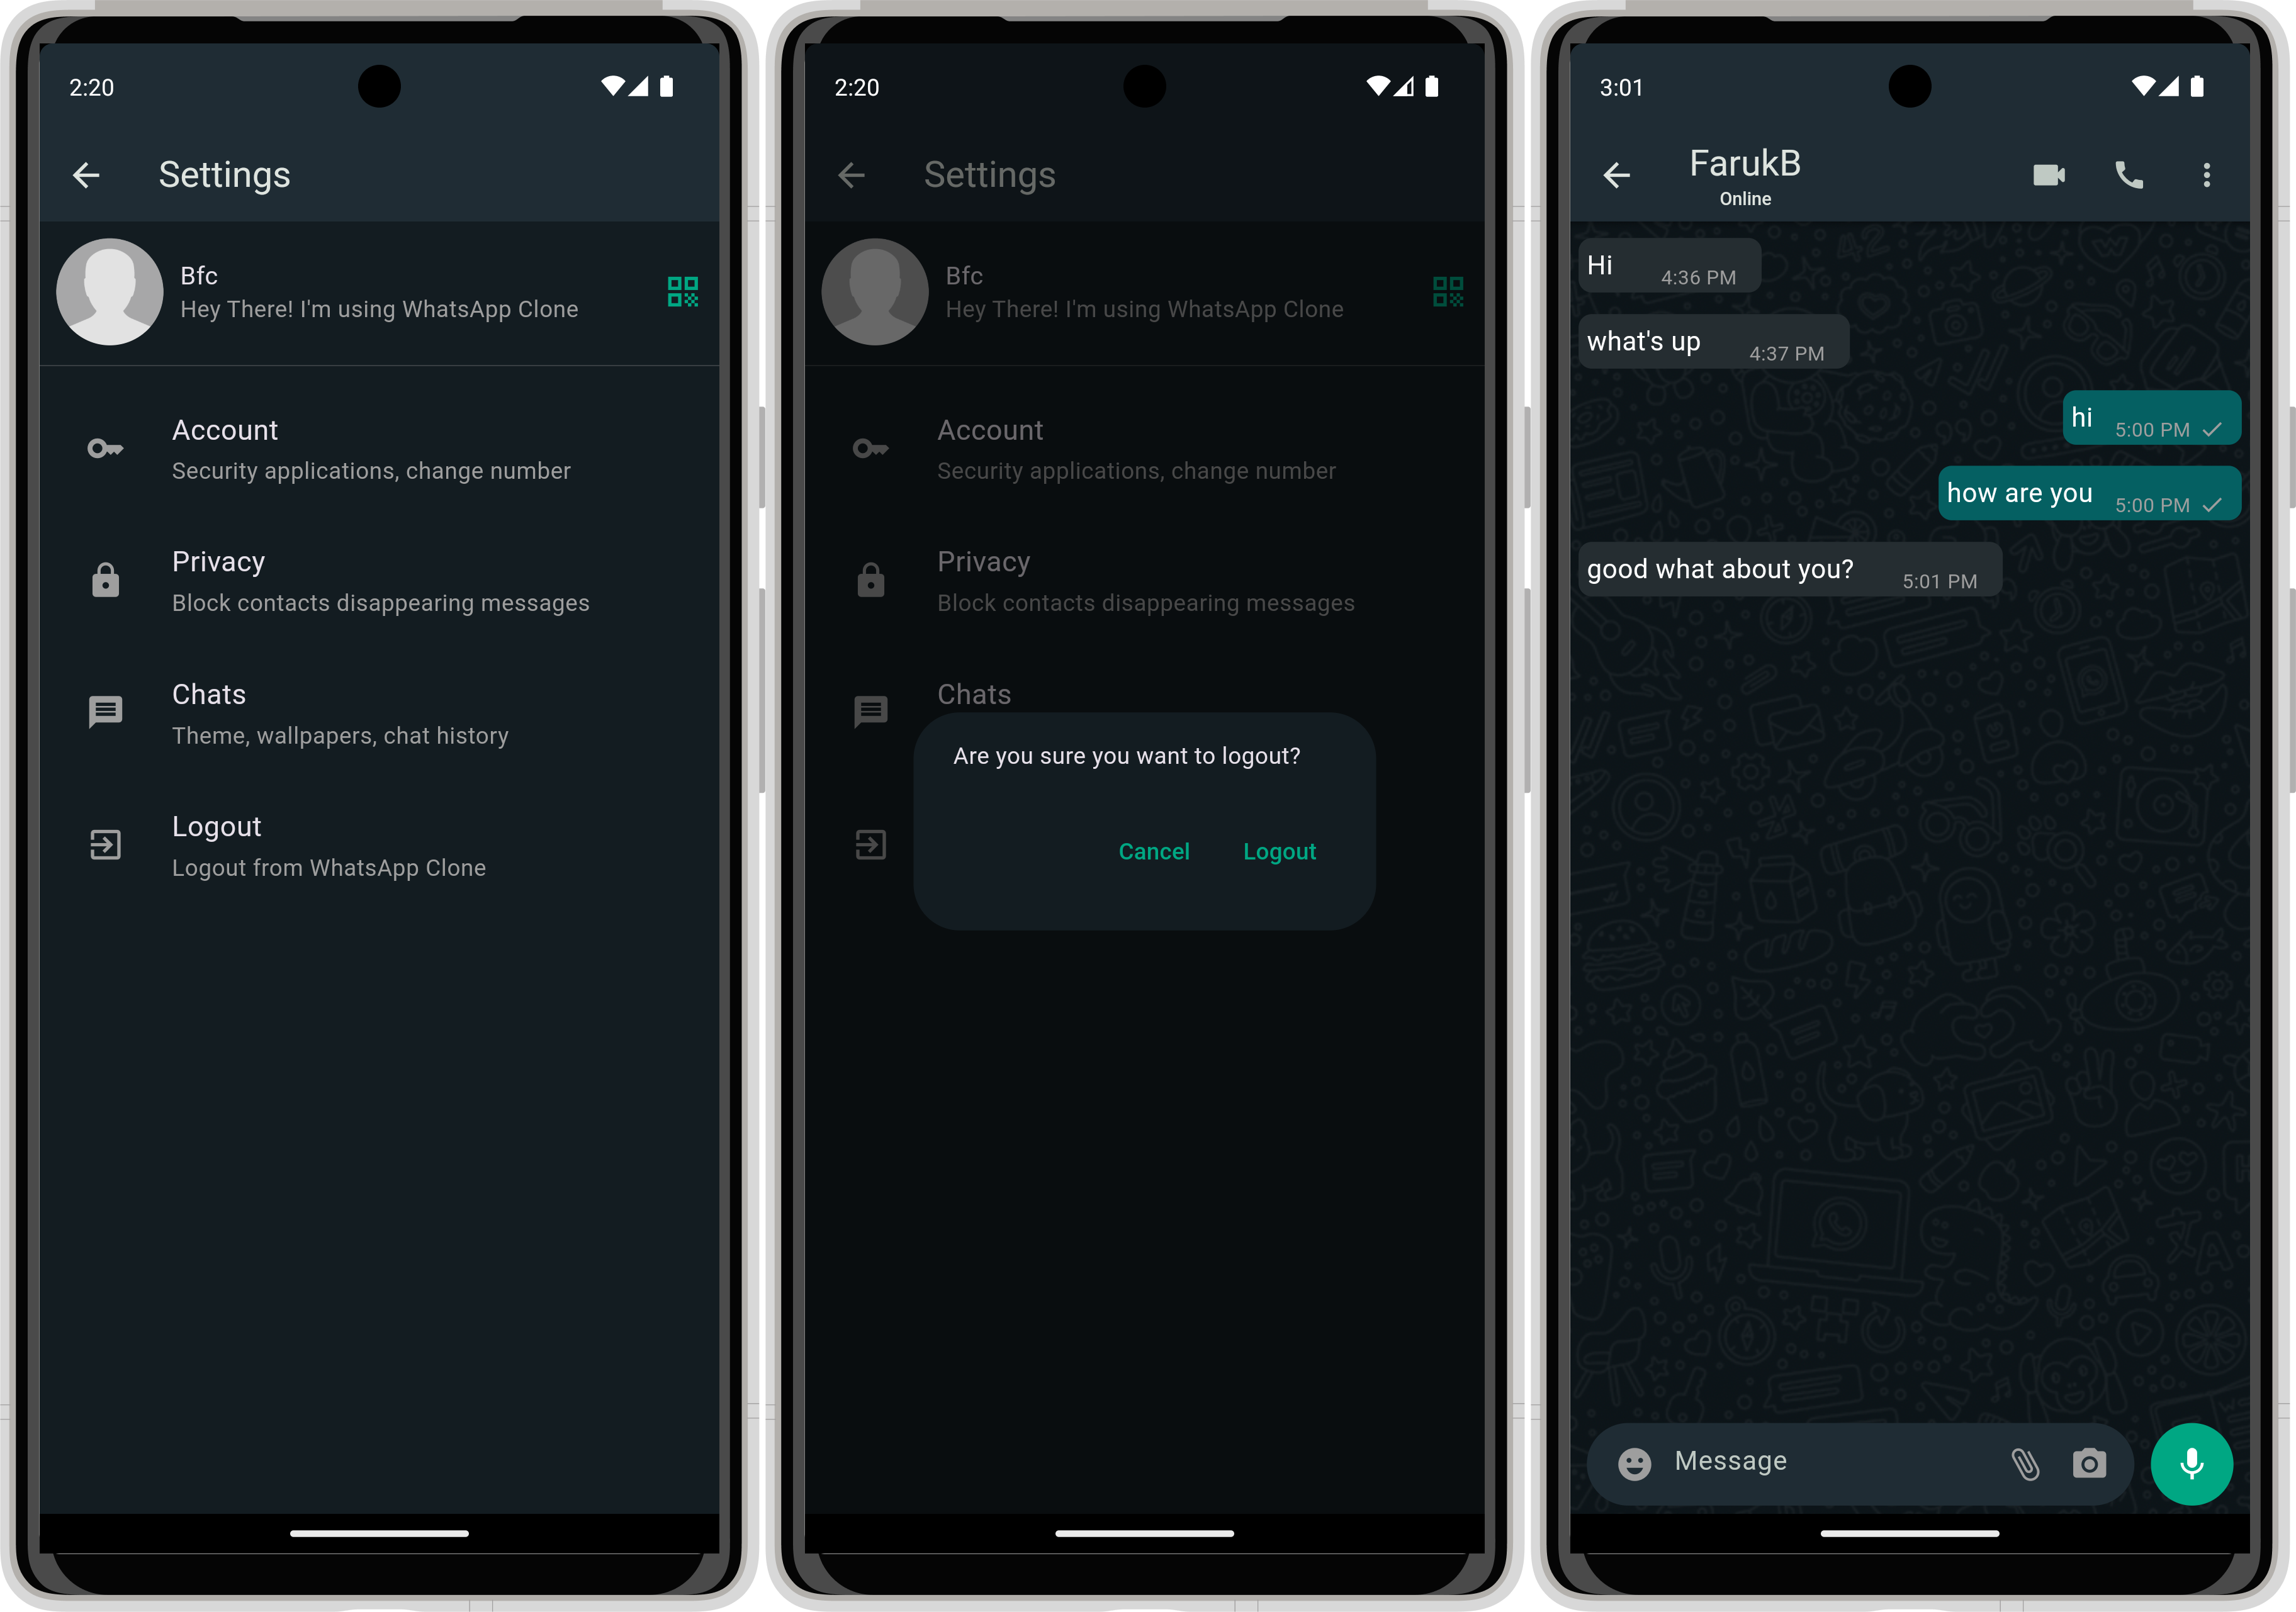 2:20
Settings
Bfc
Hey There! I'm using WhatsApp Clone
Account
Security applications, change number
Privacy
Block contacts disappearing messages
Chats
Theme, wallpapers, chat history
Logout
Logout from WhatsApp Clone
2:20
Settings
Bfc
Hey There! I'm using WhatsApp Clone
Account
Security applications, change number
Privacy
Block contacts disappearing messages
Chats
Are you sure you want to logout?
Cancel Logout
3:01
FarukB
Online
Hi 4:36 PM
what's up 4:37 PM
hi 5:00 PM
how are you 5:00 PM
good what about you? 5:01 PM
Message